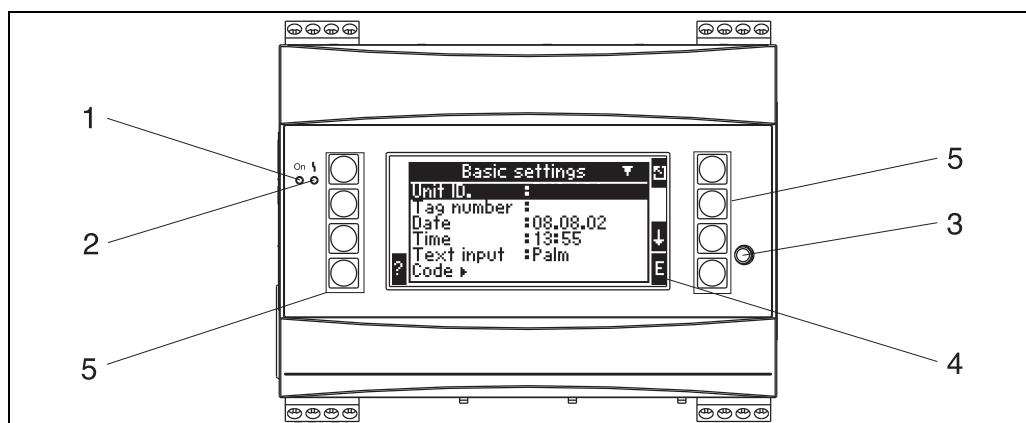 1
2
5
On
Basic settings
Unit ID. :
Tag number :
Date :08.08.02
Time :13:55
Text input :Palm
Code
?
E
5
3
4